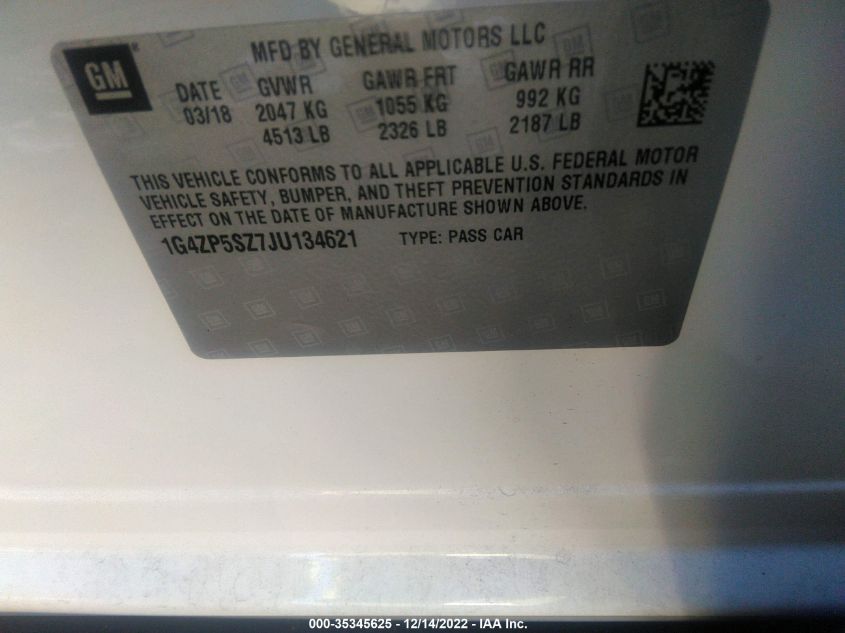 GM
MFD BY GENERAL MOTORS LLC
DATE GVWR GAWR FRT GAWR RR
03/18 2047 KG 1055 KG 992 KG
4513 LB 2326 LB 2187 LB
THIS VEHICLE CONFORMS TO ALL APPLICABLE U.S. FEDERAL MOTOR
VEHICLE SAFETY, BUMPER, AND THEFT PREVENTION STANDARDS IN
EFFECT ON THE DATE OF MANUFACTURE SHOWN ABOVE.
1G4ZP5SZ7JU134621 TYPE: PASS CAR
000-35345625 - 12/14/2022 - IAA Inc.